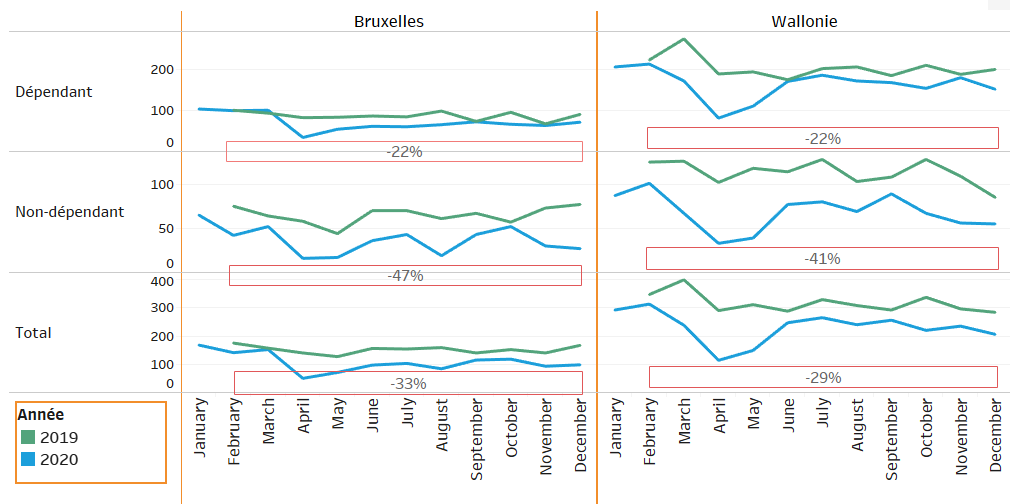 Bruxelles
Wallonie
Dépendant
200
100
0
-22%
-22%
Non-dépendant
100
50
0
-47%
-41%
Total
400
300
200
100
0
-33%
-29%
January
February
March
April
May
June
July
August
September
October
November
December
January
February
March
April
May
June
July
August
September
October
November
December
Année
2019
2020